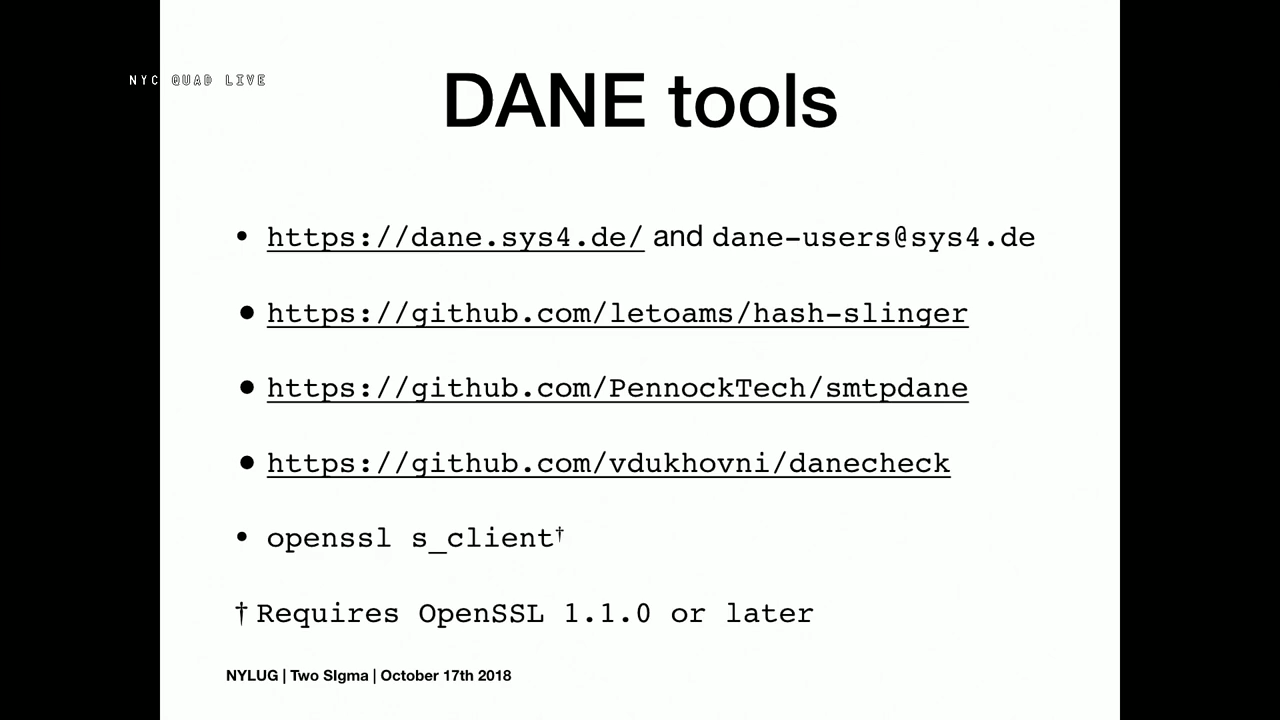 NYC QUAD LIVE
DANE tools
• https://dane.sys4.de/ and dane-users@sys4.de
• https://github.com/letoams/hash-slinger
• https://github.com/PennockTech/smtpdane
• https://github.com/vdukhovni/danecheck
• openssl s_client†
† Requires OpenSSL 1.1.0 or later
NYLUG | Two SIgma | October 17th 2018